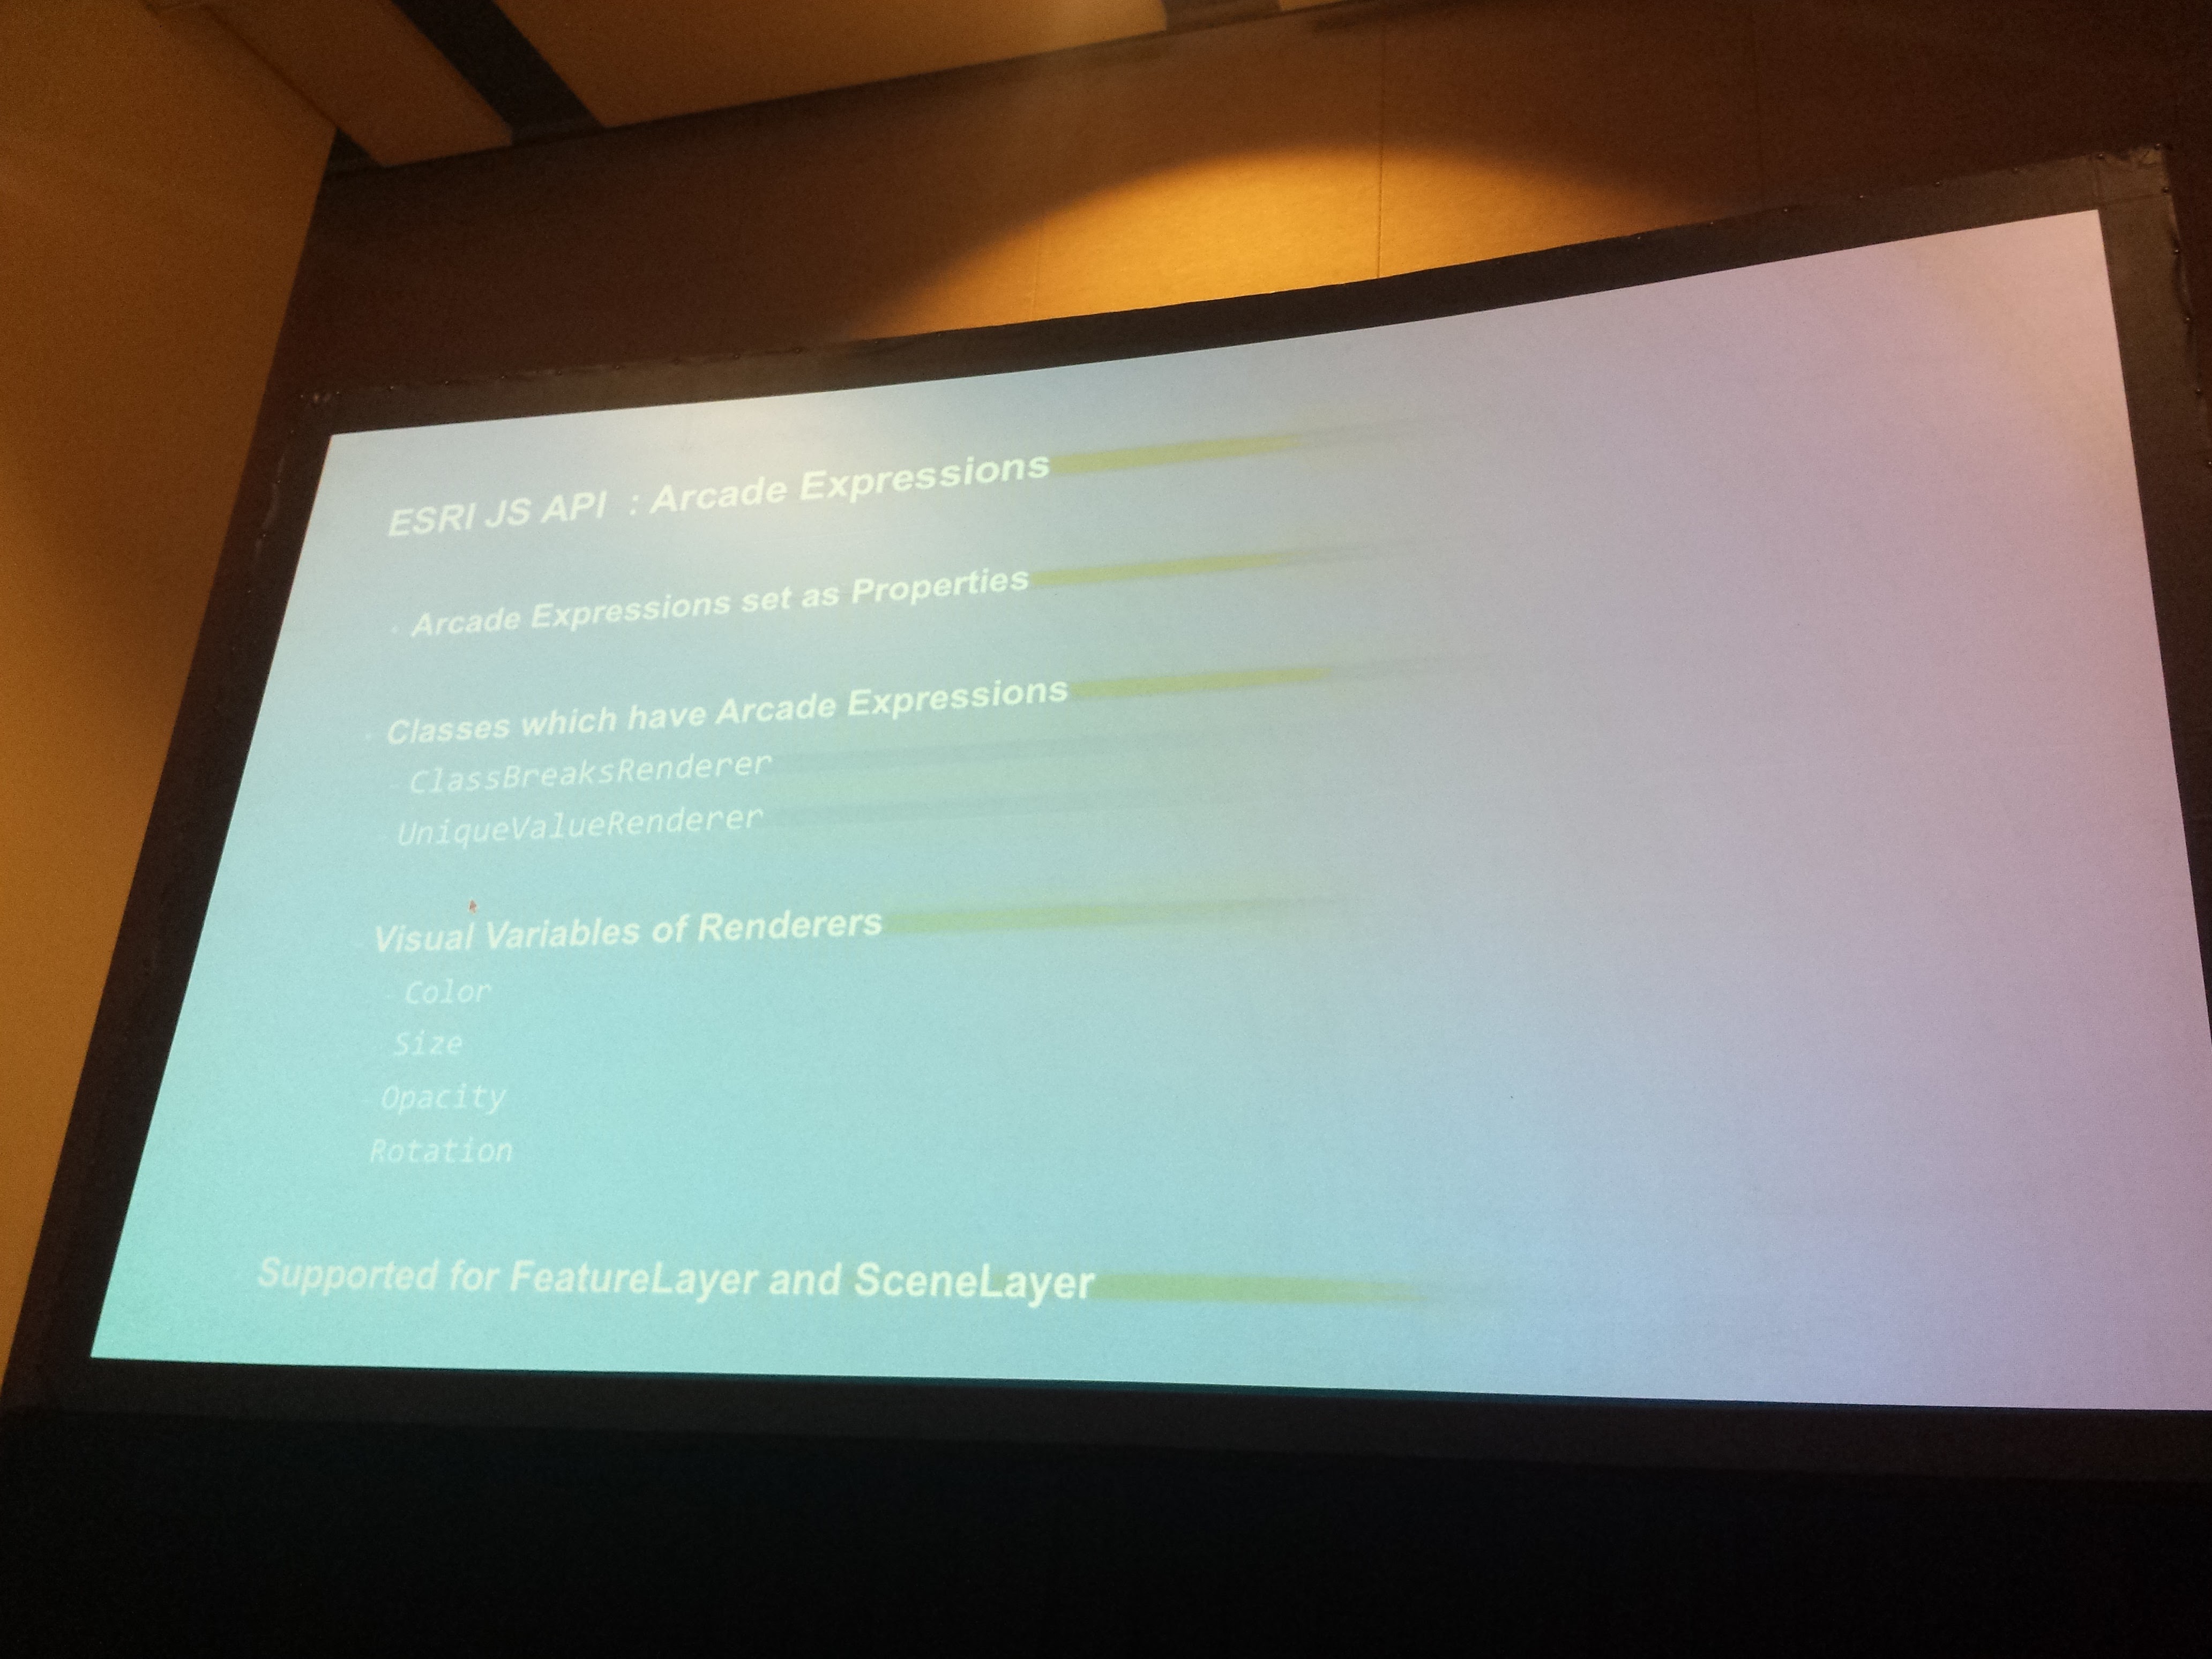 ESRI JS API : Arcade Expressions
Arcade Expressions set as Properties
Classes which have Arcade Expressions
ClassBreaksRenderer
UniqueValueRenderer
Visual Variables of Renderers
Color
Size
Opacity
Rotation
Supported for FeatureLayer and SceneLayer